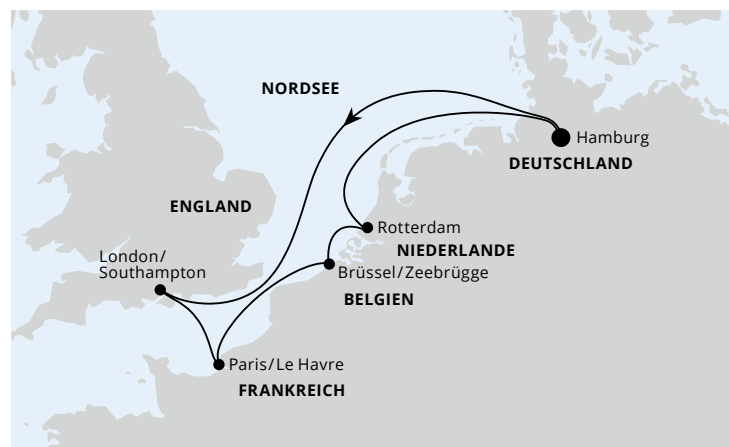 NORDSEE
Hamburg
DEUTSCHLAND
ENGLAND
Rotterdam
NIEDERLANDE
London/
Southampton
Brüssel/Zeebrügge
BELGIEN
Paris/Le Havre
FRANKREICH